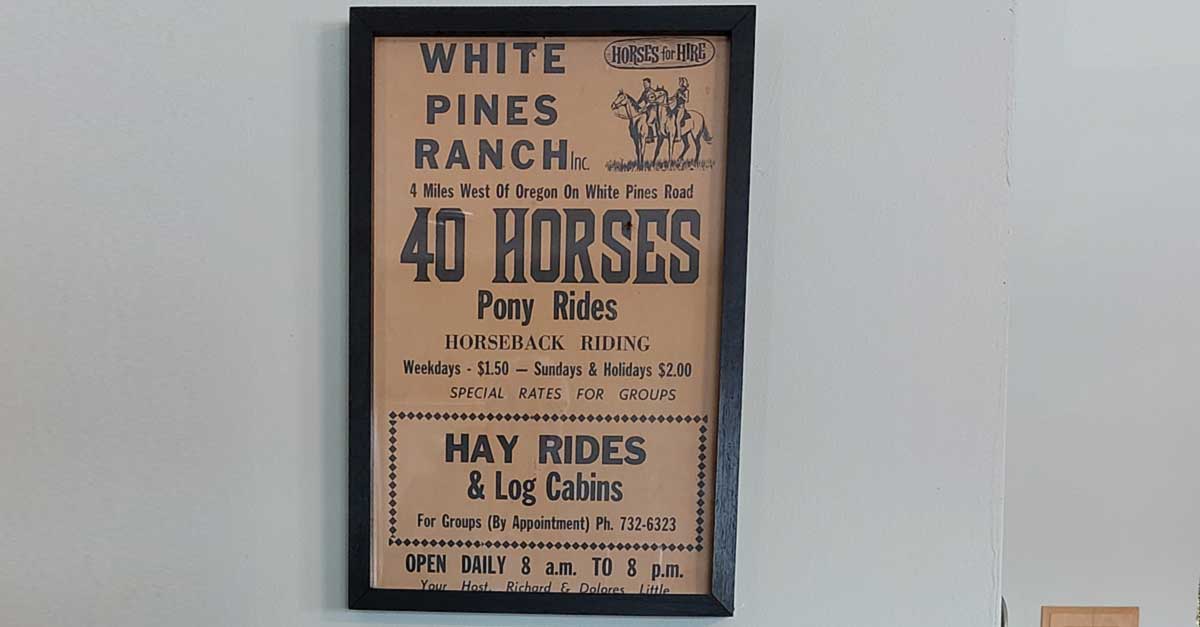 WHITE
HORSES for HIRE
PINES
RANCH Inc.
4 Miles West Of Oregon On White Pines Road
40 HORSES
Pony Rides
HORSEBACK RIDING
Weekdays - $1.50 — Sundays & Holidays $2.00
SPECIAL RATES FOR GROUPS
HAY RIDES
& Log Cabins
For Groups (By Appointment) Ph. 732-6323
OPEN DAILY 8 a.m. TO 8 p.m.
Your Host, Richard & Dolores Little